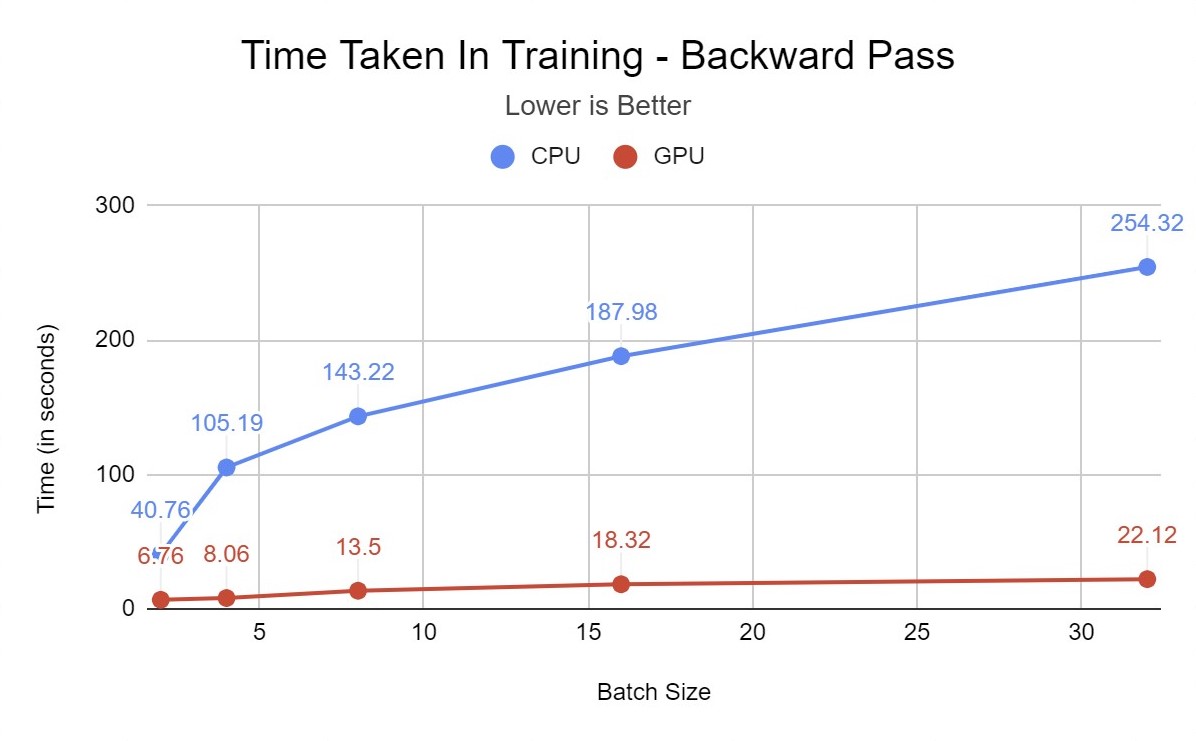 Time Taken In Training - Backward Pass
Lower is Better
CPU GPU
300
254.32
200
187.98
143.22
105.19
100
40.76
6.76 8.06 13.5 18.32 22.12
0
5 10 15 20 25 30
Time (in seconds)
Batch Size